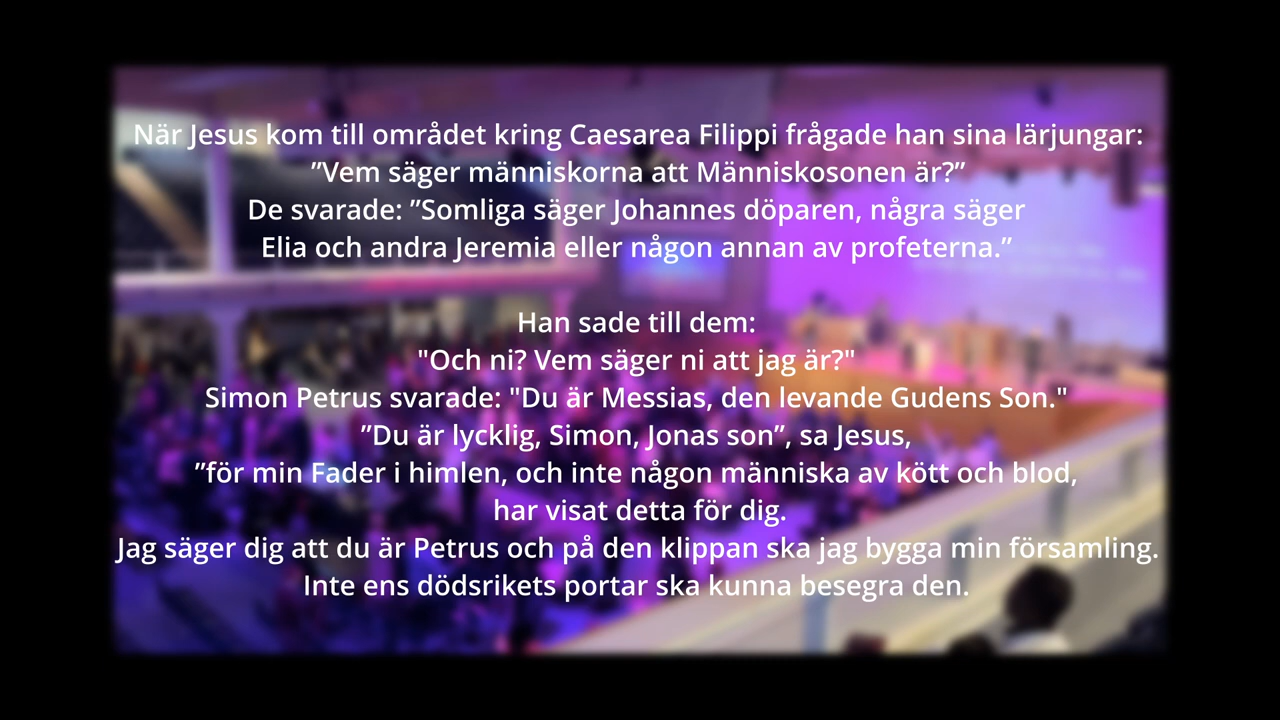 När Jesus kom till området kring Caesarea Filippi frågade han sina lärjungar:
”Vem säger människorna att Människosonen är?”
De svarade: ”Somliga säger Johannes döparen, några säger
Elia och andra Jeremia eller någon annan av profeterna.”
Han sade till dem:
"Och ni? Vem säger ni att jag är?"
Simon Petrus svarade: "Du är Messias, den levande Gudens Son."
”Du är lycklig, Simon, Jonas son”, sa Jesus,
”för min Fader i himlen, och inte någon människa av kött och blod,
har visat detta för dig.
Jag säger dig att du är Petrus och på den klippan ska jag bygga min församling.
Inte ens dödsrikets portar ska kunna besegra den.